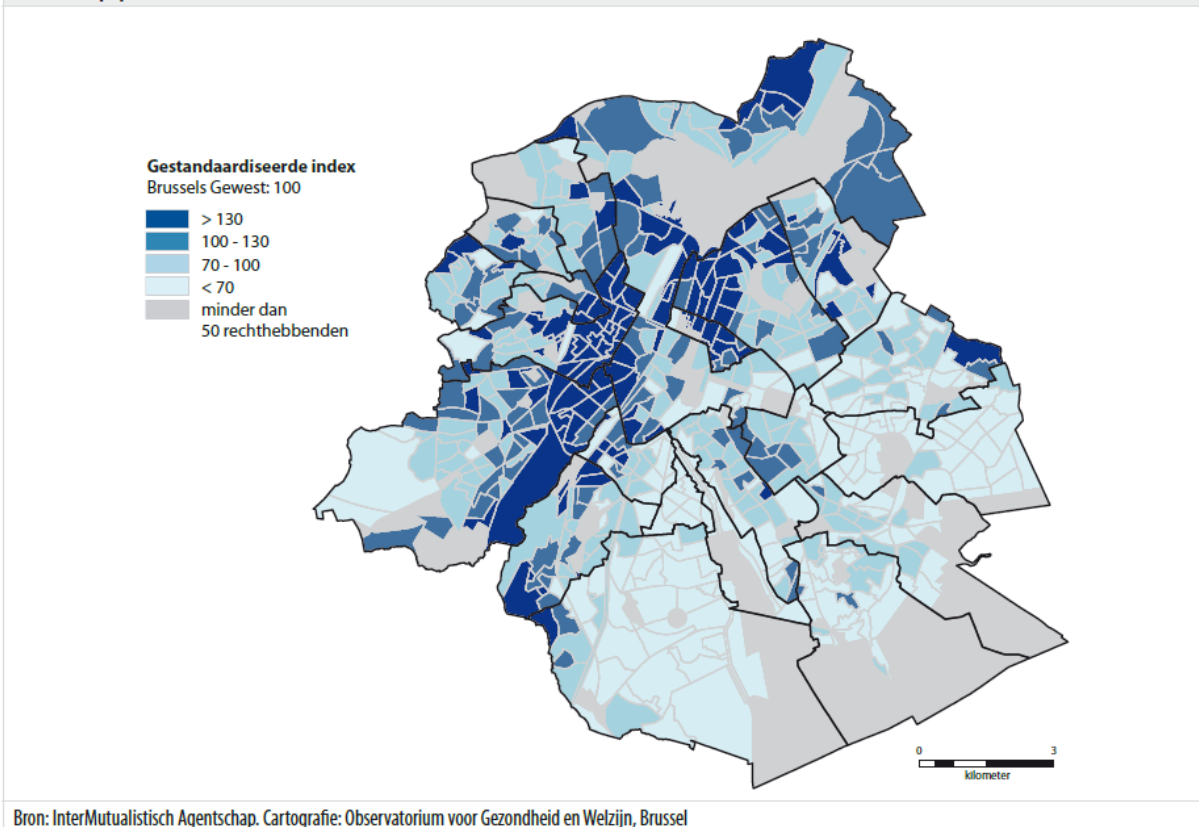 Gestandaardiseerde index
Brussels Gewest: 100
> 130
100 - 130
70 - 100
< 70
minder dan
50 rechthebbenden
0 3
kilometer
Bron: InterMutualistisch Agentschap. Cartografie: Observatorium voor Gezondheid en Welzijn, Brussel